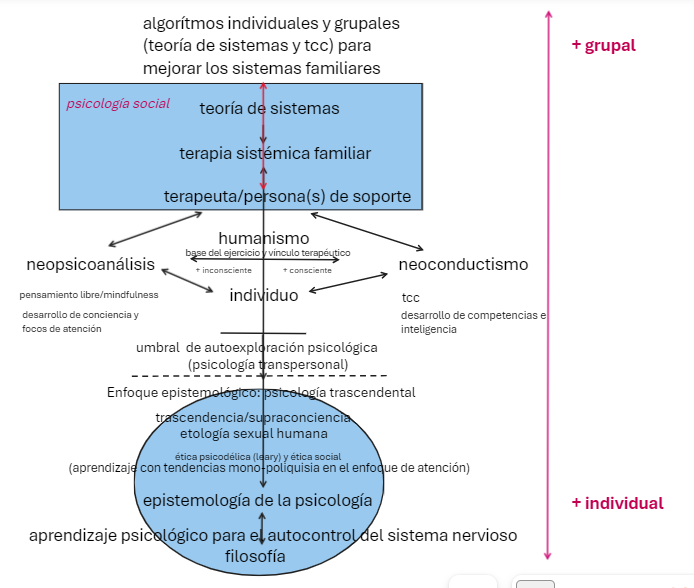 algorítmos individuales y grupales
(teoría de sistemas y tcc) para
mejorar los sistemas familiares
+ grupal
psicología social
teoría de sistemas
terapia sistémica familiar
terapeuta/persona(s) de soporte
humanismo
base del ejercicio y vinculo terapéutico
neopsicoanálisis
neoconductismo
+ inconsciente
+ consciente
individuo
pensamiento libre/mindfulness
tcc
desarrollo de conciencia y
focos de atención
desarrollo de competencias e
inteligencia
umbral de autoexploración psicológica
(psicología transpersonal)
Enfoque epistemológico: psicología trascendental
trascendencia/supraconciencia
etología sexual humana
ética psicodélica (leary) y ética social
(aprendizaje con tendencias mono-poliquisia en el enfoque de atención)
epistemología de la psicología
+ individual
aprendizaje psicológico para el autocontrol del sistema nervioso
filosofía